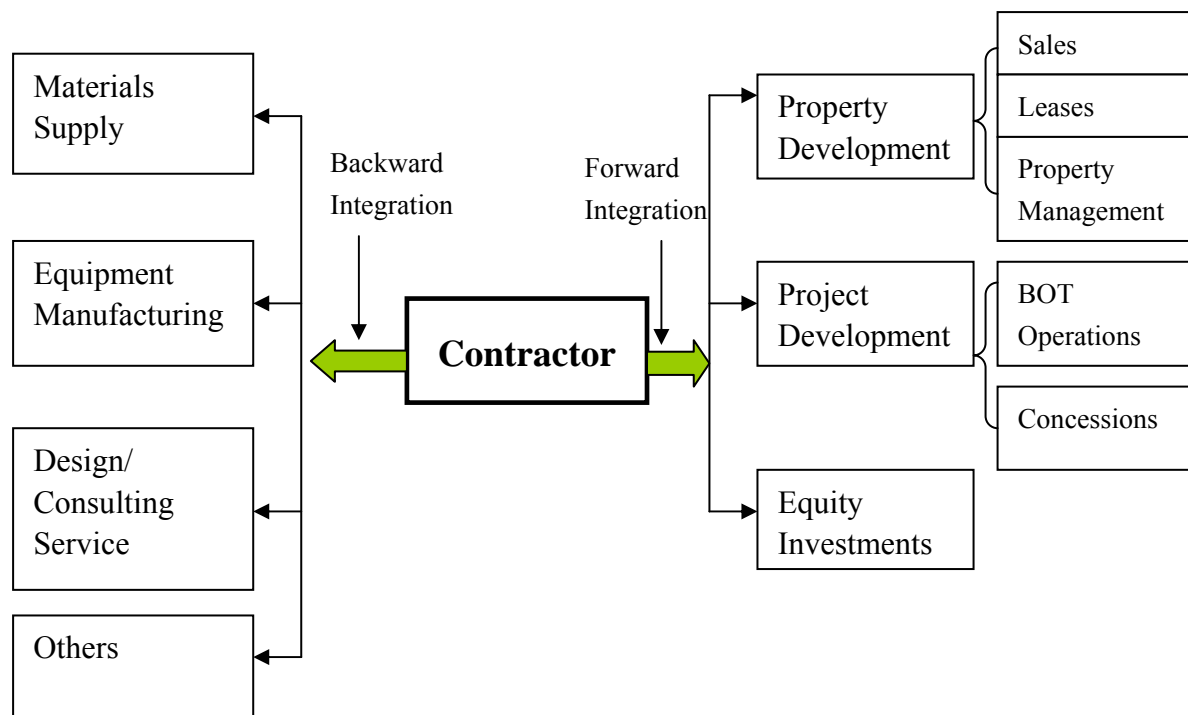 Materials
Supply
Equipment
Manufacturing
Design/
Consulting
Service
Others
Backward
Integration
Contractor
Forward
Integration
Property
Development
Sales
Leases
Property
Management
Project
Development
BOT
Operations
Concessions
Equity
Investments